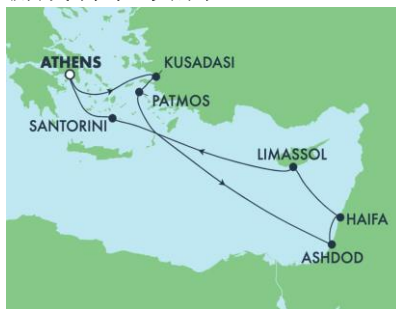 ATHENS
KUSADASI
PATMOS
SANTORINI
LIMASSOL
HAIFA
ASHDOD